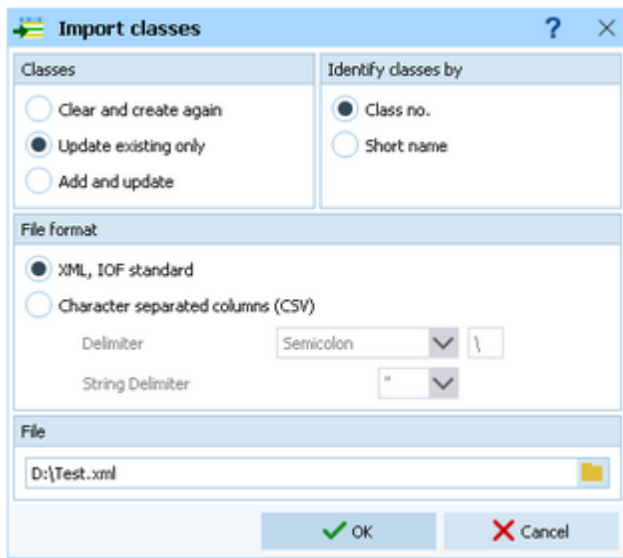 Import classes ?
Classes
Clear and create again
Update existing only
Add and update
Identify classes by
Class no.
Short name
File format
XML, IOF standard
Character separated columns (CSV)
Delimiter Semicolon \
String Delimiter "
File
D:\Test.xml
OK Cancel